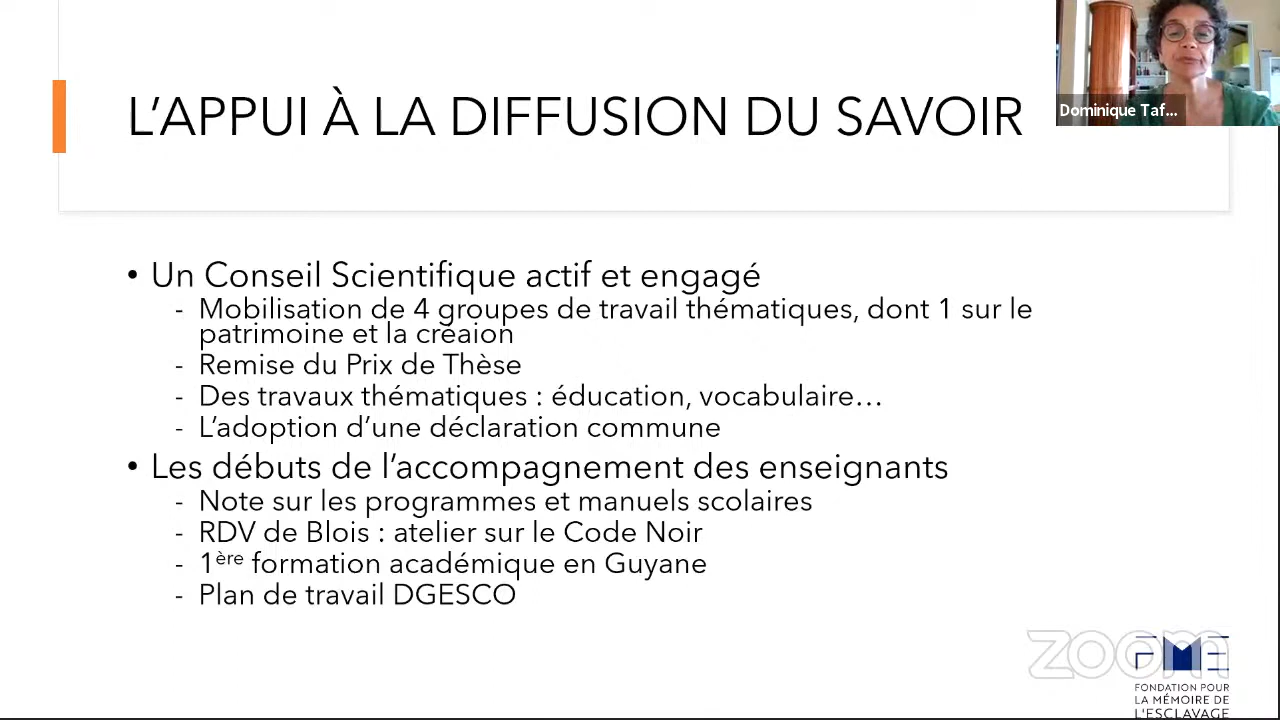 L'APPUI À LA DIFFUSION DU SAVOIR
Dominique Taf...
• Un Conseil Scientifique actif et engagé
- Mobilisation de 4 groupes de travail thématiques, dont 1 sur le
patrimoine et la créaion
- Remise du Prix de Thèse
- Des travaux thématiques : éducation, vocabulaire…
- L'adoption d'une déclaration commune
• Les débuts de l'accompagnement des enseignants
- Note sur les programmes et manuels scolaires
- RDV de Blois : atelier sur le Code Noir
- 1ère formation académique en Guyane
- Plan de travail DGESCO
zoom
FME
FONDATION POUR
LA MÉMOIRE DE
L'ESCLAVAGE